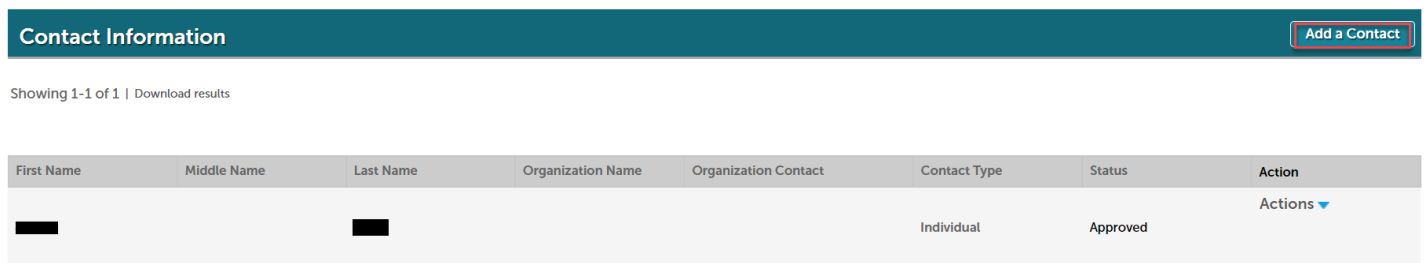 Contact Information
Add a Contact
Showing 1-1 of 1 | Download results
First Name Middle Name Last Name Organization Name Organization Contact Contact Type Status Action
Actions
Individual Approved